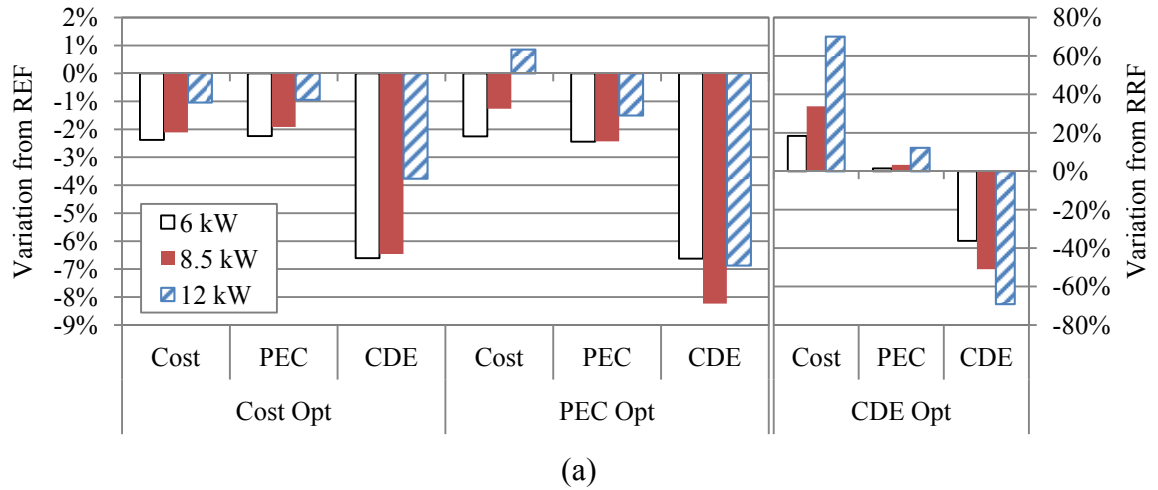 Variation from REF
2%
1%
0%
-1%
-2%
-3%
-4%
-5%
-6%
-7%
-8%
-9%
6 kW
8.5 kW
12 kW
80%
60%
40%
20%
0%
-20%
-40%
-60%
-80%
Variation from RRF
Cost PEC CDE Cost PEC CDE Cost PEC CDE
Cost Opt PEC Opt CDE Opt
(a)